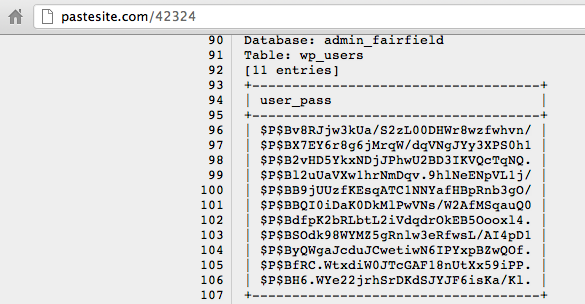 pastesite.com/42324
90 Database: admin_fairfield
91 Table: wp_users
92 [11 entries]
93 +---------------------------------+
94 | user_pass |
95 +---------------------------------+
96 | $P$Bv8RJjw3kUa/S2zL00DHWr8wzfwhvn/ |
97 | $P$BX7EY6r8g6jMrqW/dqVNgJYy3XPS0h1 |
98 | $P$B2vHD5YkxNDjJPhwU2BD3IKVQcTqNQ. |
99 | $P$Bl2uUaVXw1hrNmDqv.9hlNeENpVL1j/ |
100 | $P$BB9jUUzfKEsqATC1NNYafHBpRnb3gO/ |
101 | $P$BBQI0iDaK0DkMlPwVNs/W2AfMSqauQ0 |
102 | $P$BdfpK2bRLbtL2iVdqdrOkEB5Ooox14. |
103 | $P$BSOdk98WYMZ5gRnlw3eRfwsL/AI4pD1 |
104 | $P$ByQWgaJcduJCwetiwN6IPYxpBZwQOf. |
105 | $P$BfRC.WtxdiW0JTcGAF18nUtXx59iPP. |
106 | $P$BH6.WYe22jrhSrDKdSJYJF6isKa/Kl. |
107 +---------------------------------+